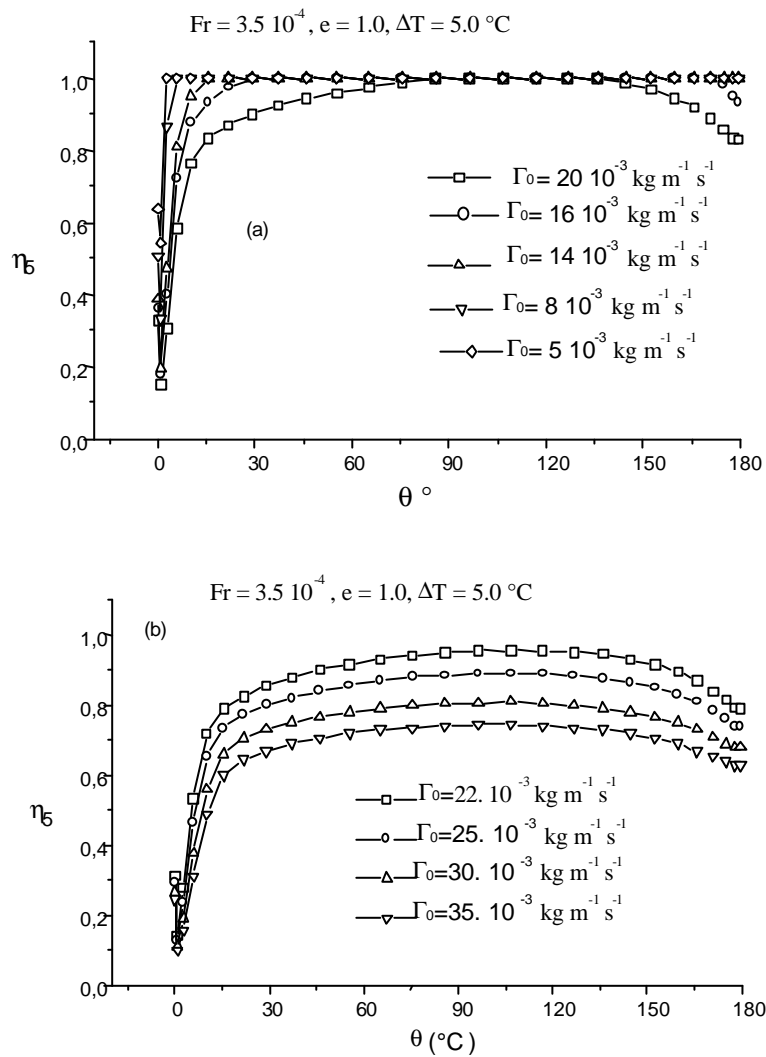 Fr = 3.5 10⁻⁴ , e = 1.0, ΔT = 5.0 °C
1,0
0,8
0,6
0,4
0,2
0,0
η
0
30
60
90
120
150
180
θ °
(a)
Γ₀= 20 10⁻³ kg m⁻¹ s⁻¹
Γ₀= 16 10⁻³ kg m⁻¹ s⁻¹
Γ₀= 14 10⁻³ kg m⁻¹ s⁻¹
Γ₀= 8 10⁻³ kg m⁻¹ s⁻¹
Γ₀= 5 10⁻³ kg m⁻¹ s⁻¹
Fr = 3.5 10⁻⁴ , e = 1.0, ΔT = 5.0 °C
(b)
1,0
0,8
0,6
0,4
0,2
0,0
η
Γ₀=22. 10⁻³ kg m⁻¹ s⁻¹
Γ₀=25. 10⁻³ kg m⁻¹ s⁻¹
Γ₀=30. 10⁻³ kg m⁻¹ s⁻¹
Γ₀=35. 10⁻³ kg m⁻¹ s⁻¹
0
30
60
90
120
150
180
θ (°C)